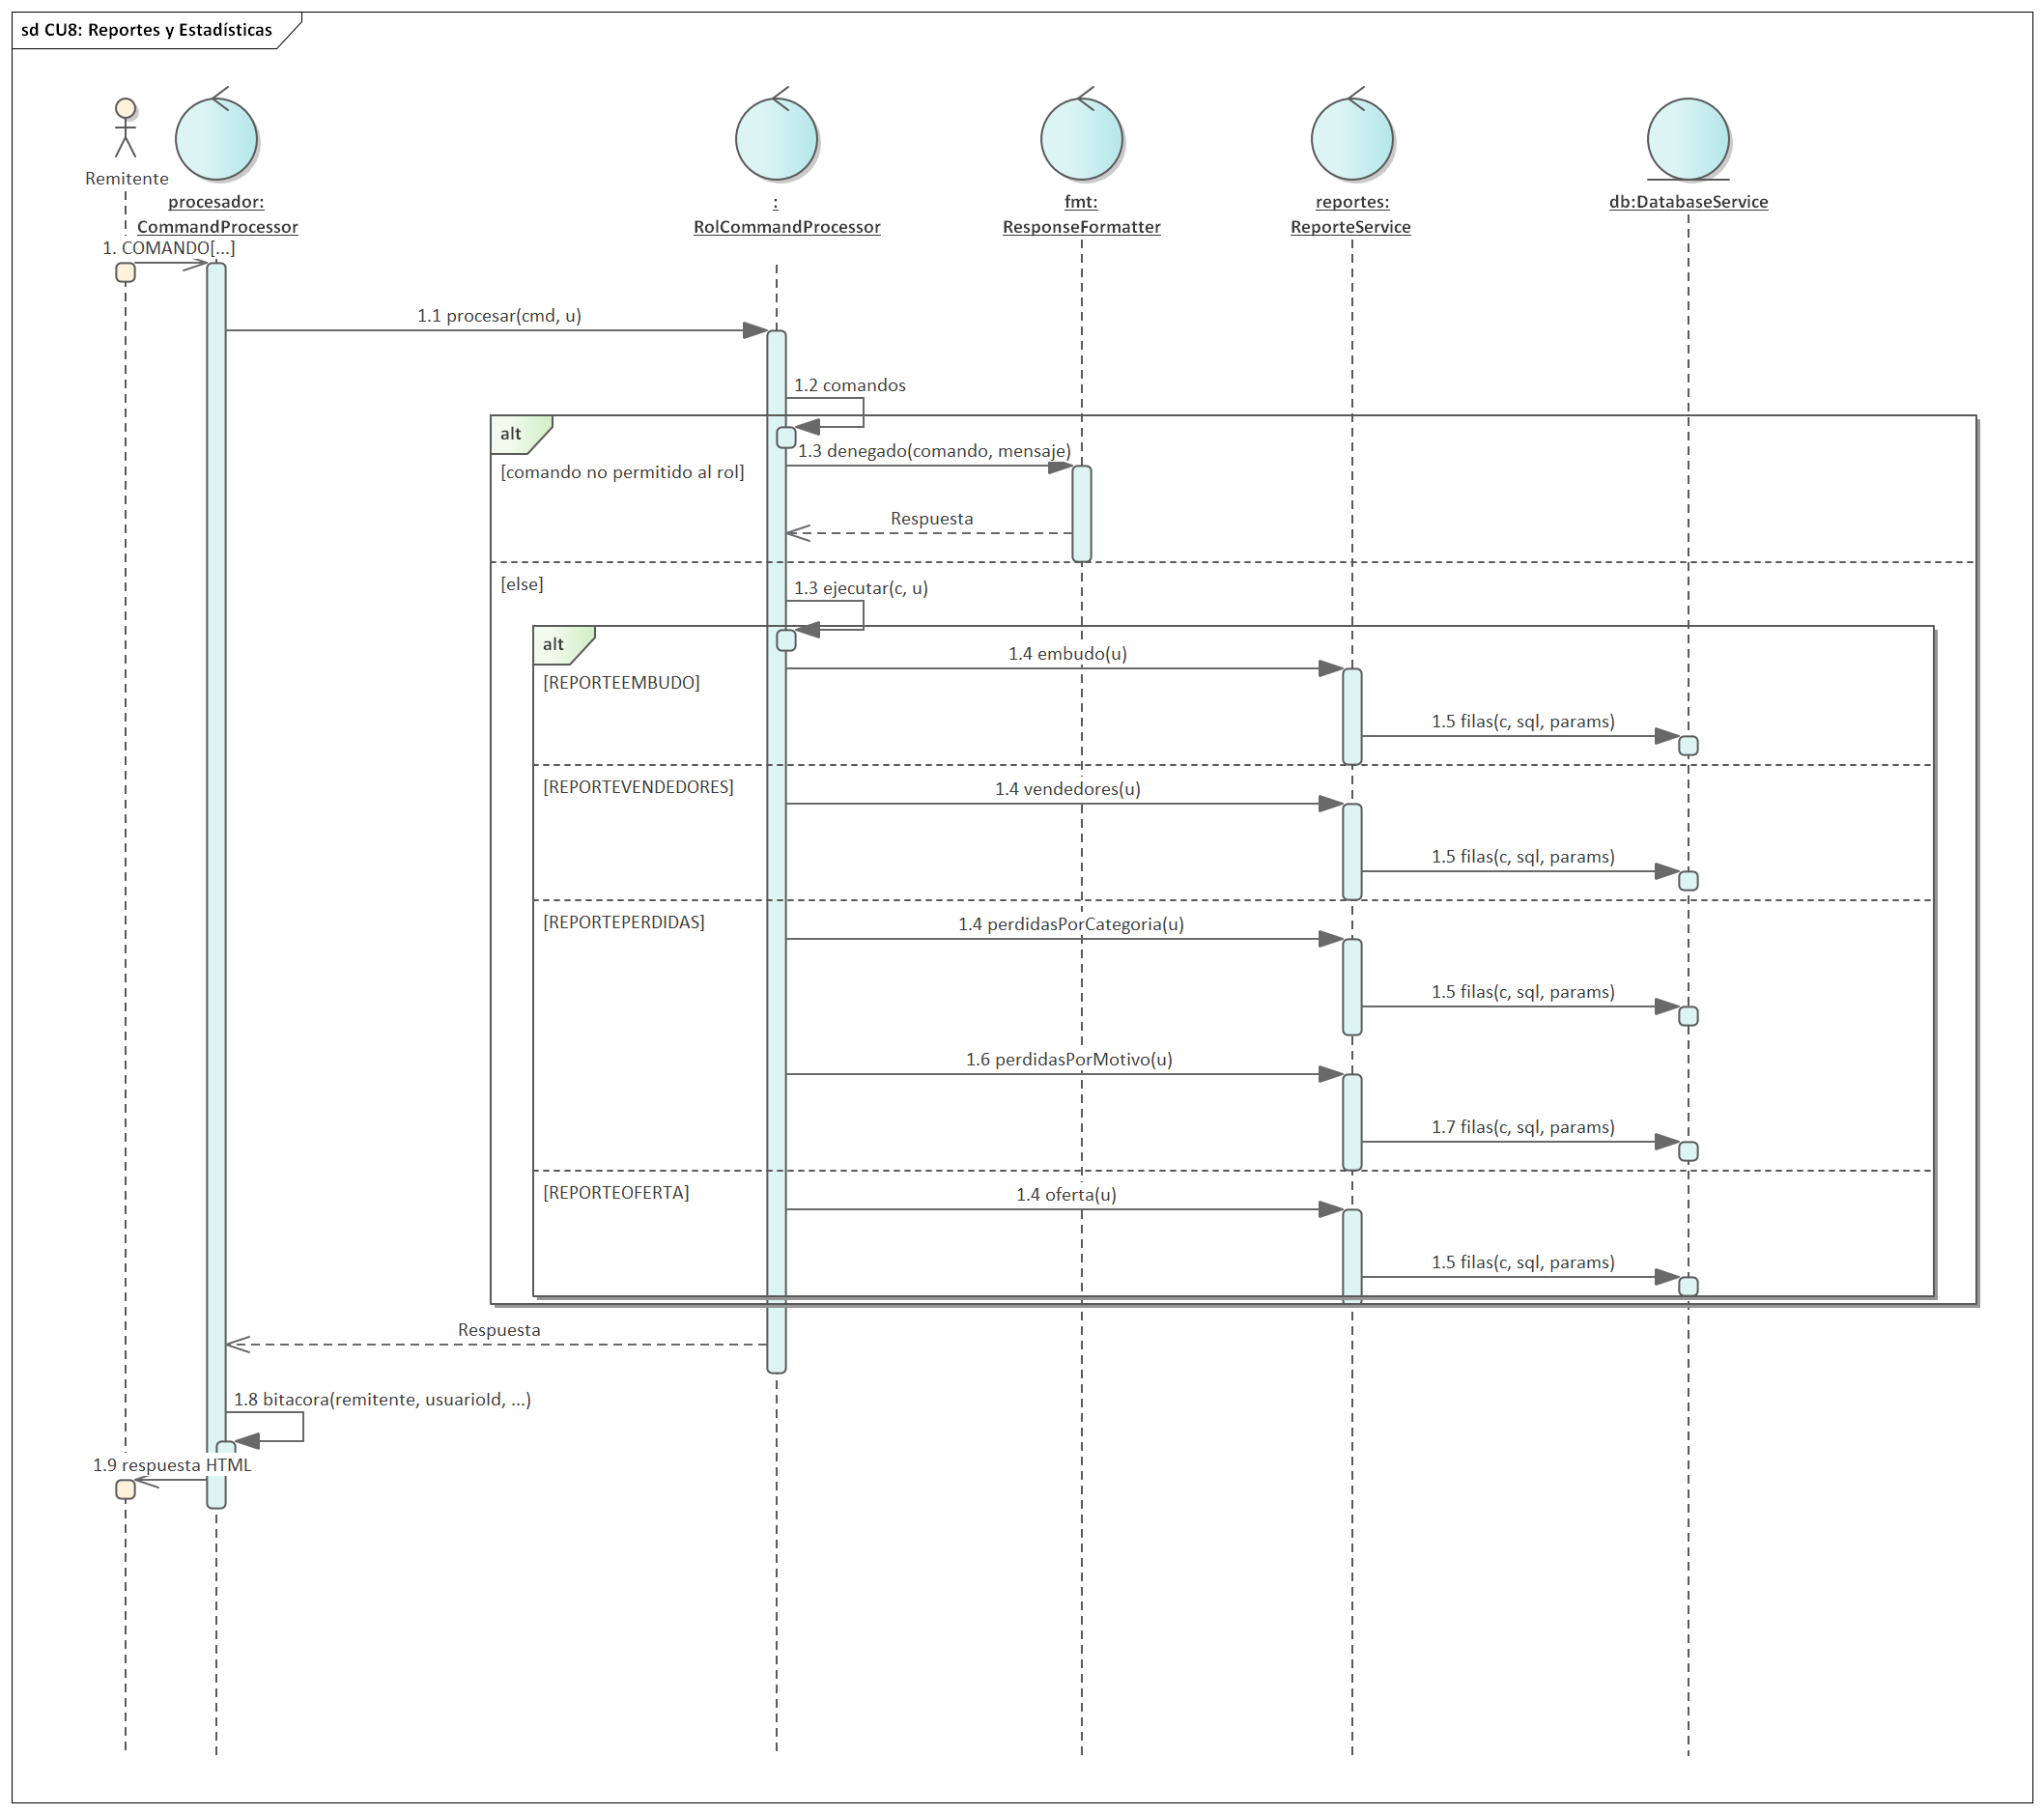 sd CU8: Reportes y Estadísticas
Remitente
procesador:
CommandProcessor
:
RolCommandProcessor
fmt:
ResponseFormatter
reportes:
ReporteService
db:DatabaseService
1. COMANDO[...]
1.1 procesar(cmd, u)
1.2 comandos
alt
1.3 denegado(comando, mensaje)
[comando no permitido al rol]
Respuesta
[else]
1.3 ejecutar(c, u)
alt
1.4 embudo(u)
[REPORTEEMBUDO]
1.5 filas(c, sql, params)
[REPORTEVENDEDORES]
1.4 vendedores(u)
1.5 filas(c, sql, params)
[REPORTEPERDIDAS]
1.4 perdidasPorCategoria(u)
1.5 filas(c, sql, params)
1.6 perdidasPorMotivo(u)
1.7 filas(c, sql, params)
[REPORTEOFERTA]
1.4 oferta(u)
1.5 filas(c, sql, params)
Respuesta
1.8 bitacora(remitente, usuarioId, ...)
1.9 respuesta HTML